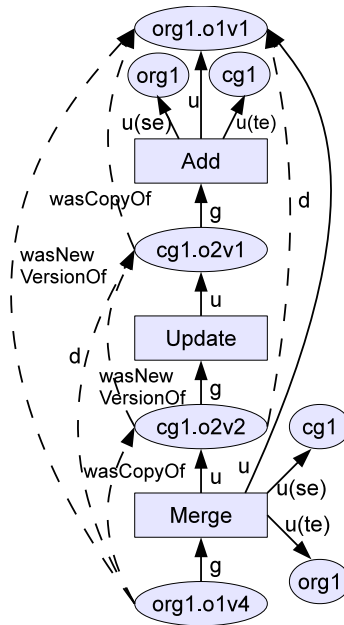 org1.o1v1
org1
cg1
u
u(se)
u(te)
Add
wasCopyOf
d
g
cg1.o2v1
wasNew
VersionOf
u
d
Update
wasNew
VersionOf
g
cg1.o2v2
cg1
wasCopyOf
u
u
u(se)
Merge
u(te)
g
org1
org1.o1v4